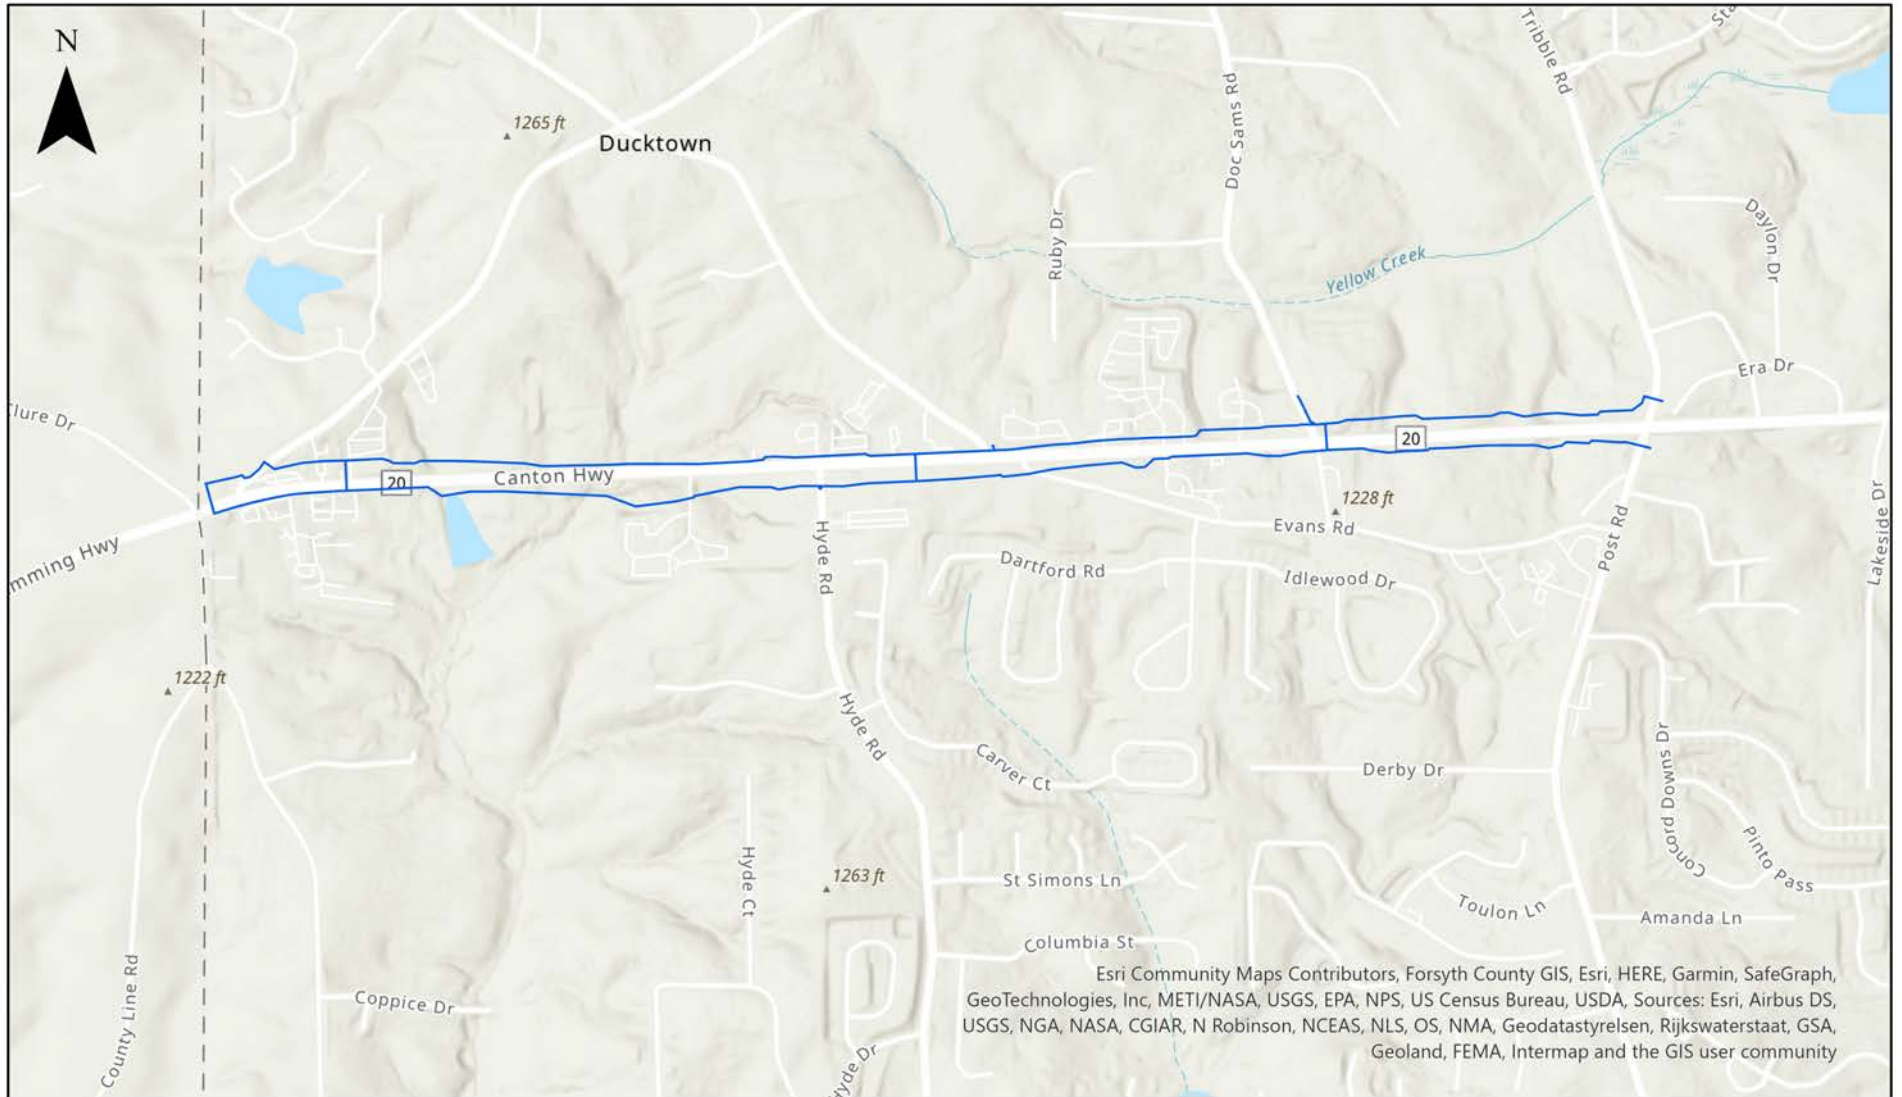 N
1265 ft
Ducktown
Doc Sams Rd
Tribble Rd
Sta
Ruby Dr
Yellow Creek
Daylon Dr
Era Dr
lure Dr
20
Canton Hwy
20
mming Hwy
1228 ft
Evans Rd
Post Rd
Lakeside Dr
Hyde Rd
Dartford Rd
Idlewood Dr
1222 ft
Hyde Rd
Carver Ct
Derby Dr
Concord Downs Dr
Pinto Pass
Hyde Ct
1263 ft
St Simons Ln
Toulon Ln
Amanda Ln
Columbia St
County Line Rd
Coppice Dr
Hyde Dr
Esri Community Maps Contributors, Forsyth County GIS, Esri, HERE, Garmin, SafeGraph,
GeoTechnologies, Inc, METI/NASA, USGS, EPA, NPS, US Census Bureau, USDA, Sources: Esri, Airbus DS,
USGS, NGA, NASA, CGIAR, N Robinson, NCEAS, NLS, OS, NMA, Geodatastyrelsen, Rijkswaterstaat, GSA,
Geoland, FEMA, Intermap and the GIS user community